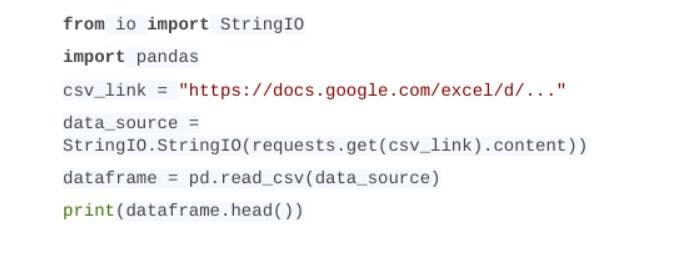 from io import StringIO
import pandas
csv_link = "https://docs.google.com/excel/d/..."
data_source =
StringIO.StringIO(requests.get(csv_link).content))
dataframe = pd.read_csv(data_source)
print(dataframe.head())